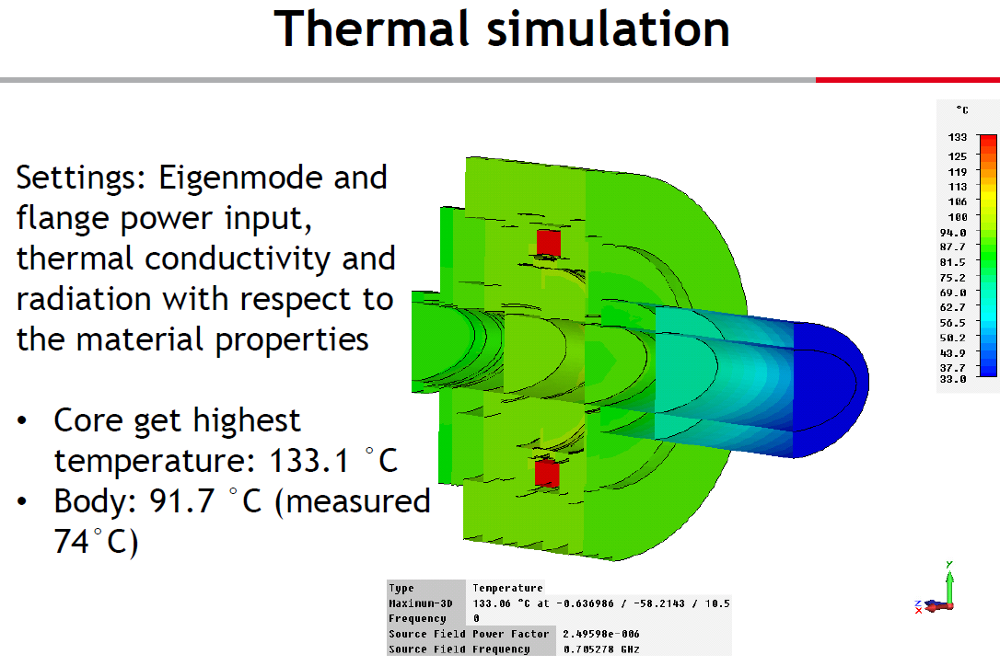 Thermal simulation
Settings: Eigenmode and
flange power input,
thermal conductivity and
radiation with respect to
the material properties
• Core get highest
temperature: 133.1 °C
• Body: 91.7 °C (measured
74°C)
°C
133
125
119
113
106
100
94.0
87.7
81.5
75.2
69.0
62.7
56.5
50.2
43.9
37.7
33.0
Type Temperature
Maximum-3D 133.06 °C at -0.636986 / -58.2143 / 10.5
Frequency 0
Source Field Power Factor 2.49598e-006
Source Field Frequency 0.705278 GHz
y
z
x